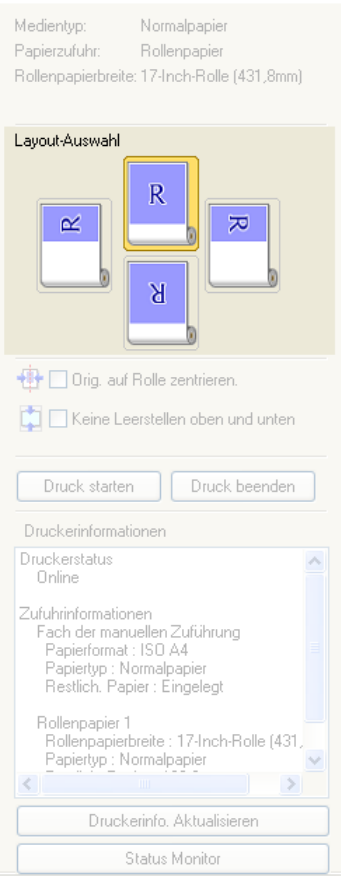 Medientyp: Normalpapier
Papierzufuhr: Rollenpapier
Rollenpapierbreite: 17-Inch-Rolle (431,8mm)
Layout-Auswahl
R
R R
R
Orig. auf Rolle zentrieren.
Keine Leerstellen oben und unten
Druck starten Druck beenden
Druckerinformationen
Druckerstatus
Online
Zufuhrinformationen
Fach der manuellen Zuführung
Papierformat : ISO A4
Papiertyp : Normalpapier
Restlich. Papier : Eingelegt
Rollenpapier 1
Rollenpapierbreite : 17-Inch-Rolle (431,
Papiertyp : Normalpapier
Druckerinfo. Aktualisieren
Status Monitor